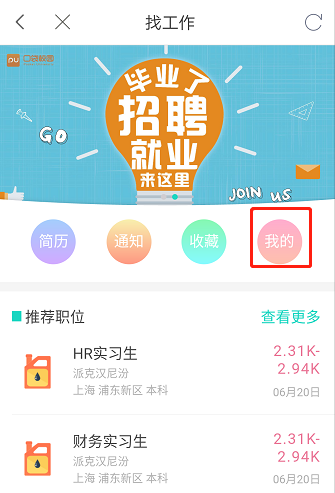 找工作
口袋校园
毕业了
招聘
就业
来这里
GO
JOIN US
简历
通知
收藏
我的
推荐职位
查看更多
HR实习生
2.31K-
2.94K
派克汉尼汾
上海 浦东新区 本科
06月20日
财务实习生
2.31K-
2.94K
派克汉尼汾
上海 浦东新区 本科
06月20日